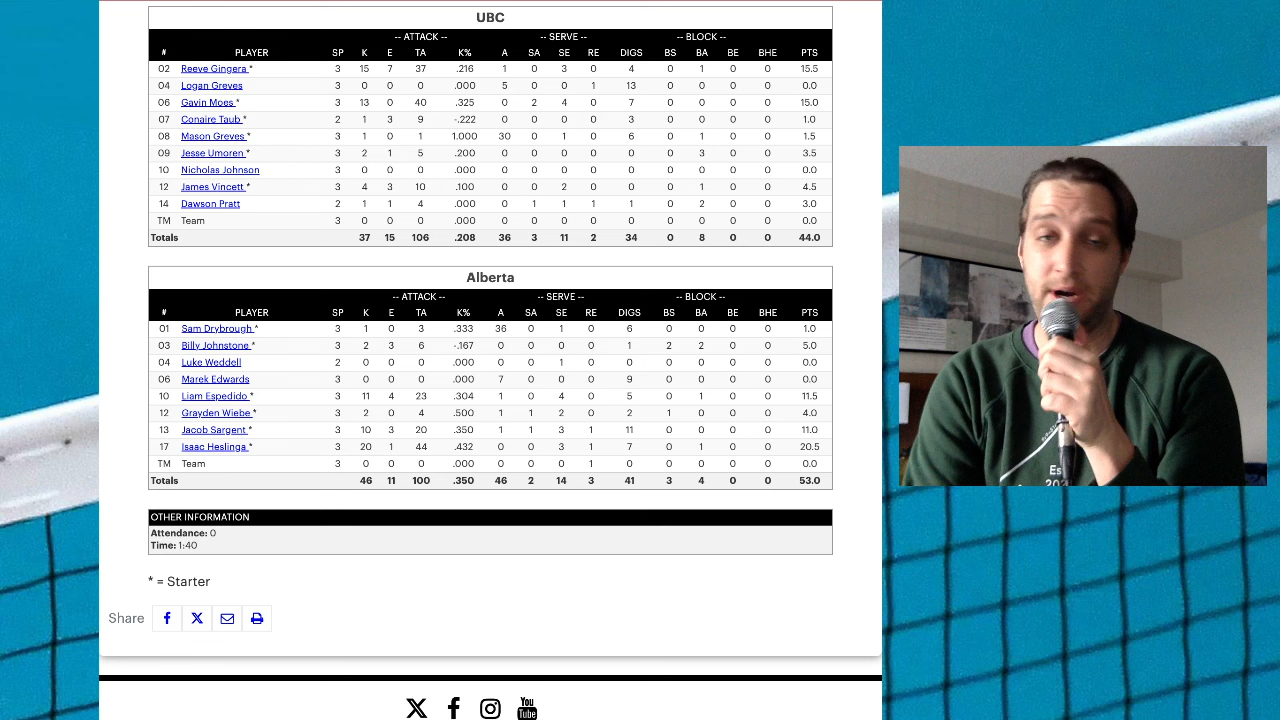 UBC
-- ATTACK -- -- SERVE -- -- BLOCK --
# PLAYER SP K E TA K% A SA SE RE DIGS BS BA BE BHE PTS
02 Reeve Gingera * 3 15 7 37 .216 1 0 3 0 4 0 1 0 0 15.5
04 Logan Greves 3 0 0 0 .000 5 0 0 1 13 0 0 0 0 0.0
06 Gavin Moes * 3 13 0 40 .325 0 2 4 0 7 0 0 0 0 15.0
07 Conaire Taub * 2 1 3 9 -.222 0 0 0 0 3 0 0 0 0 1.0
08 Mason Greves * 3 1 0 1 1.000 30 0 1 0 6 0 1 0 0 1.5
09 Jesse Umoren * 3 2 1 5 .200 0 0 0 0 0 0 3 0 0 3.5
10 Nicholas Johnson 3 0 0 0 .000 0 0 0 0 0 0 0 0 0 0.0
12 James Vincett * 3 4 3 10 .100 0 0 2 0 0 0 1 0 0 4.5
14 Dawson Pratt 2 1 1 4 .000 0 1 1 1 1 0 2 0 0 3.0
TM Team 3 0 0 0 .000 0 0 0 0 0 0 0 0 0 0.0
Totals 37 15 106 .208 36 3 11 2 34 0 8 0 0 44.0
Alberta
-- ATTACK -- -- SERVE -- -- BLOCK --
# PLAYER SP K E TA K% A SA SE RE DIGS BS BA BE BHE PTS
01 Sam Drybrough * 3 1 0 3 .333 36 0 1 0 6 0 0 0 0 1.0
03 Billy Johnstone * 3 2 3 6 -.167 0 0 0 0 1 2 2 0 0 5.0
04 Luke Weddell 2 0 0 0 .000 0 0 1 0 0 0 0 0 0 0.0
06 Marek Edwards 3 0 0 0 .000 7 0 0 0 9 0 0 0 0 0.0
10 Liam Espedido * 3 11 4 23 .304 1 0 4 0 5 0 1 0 0 11.5
12 Grayden Wiebe * 3 2 0 4 .500 1 1 2 0 2 1 0 0 0 4.0
13 Jacob Sargent * 3 10 3 20 .350 1 1 3 1 11 0 0 0 0 11.0
17 Isaac Heslinga * 3 20 1 44 .432 0 0 3 1 7 0 1 0 0 20.5
TM Team 3 0 0 0 .000 0 0 0 1 0 0 0 0 0 0.0
Totals 46 11 100 .350 46 2 14 3 41 3 4 0 0 53.0
OTHER INFORMATION
Attendance: 0
Time: 1:40
* = Starter
Share
You
Tube
Es